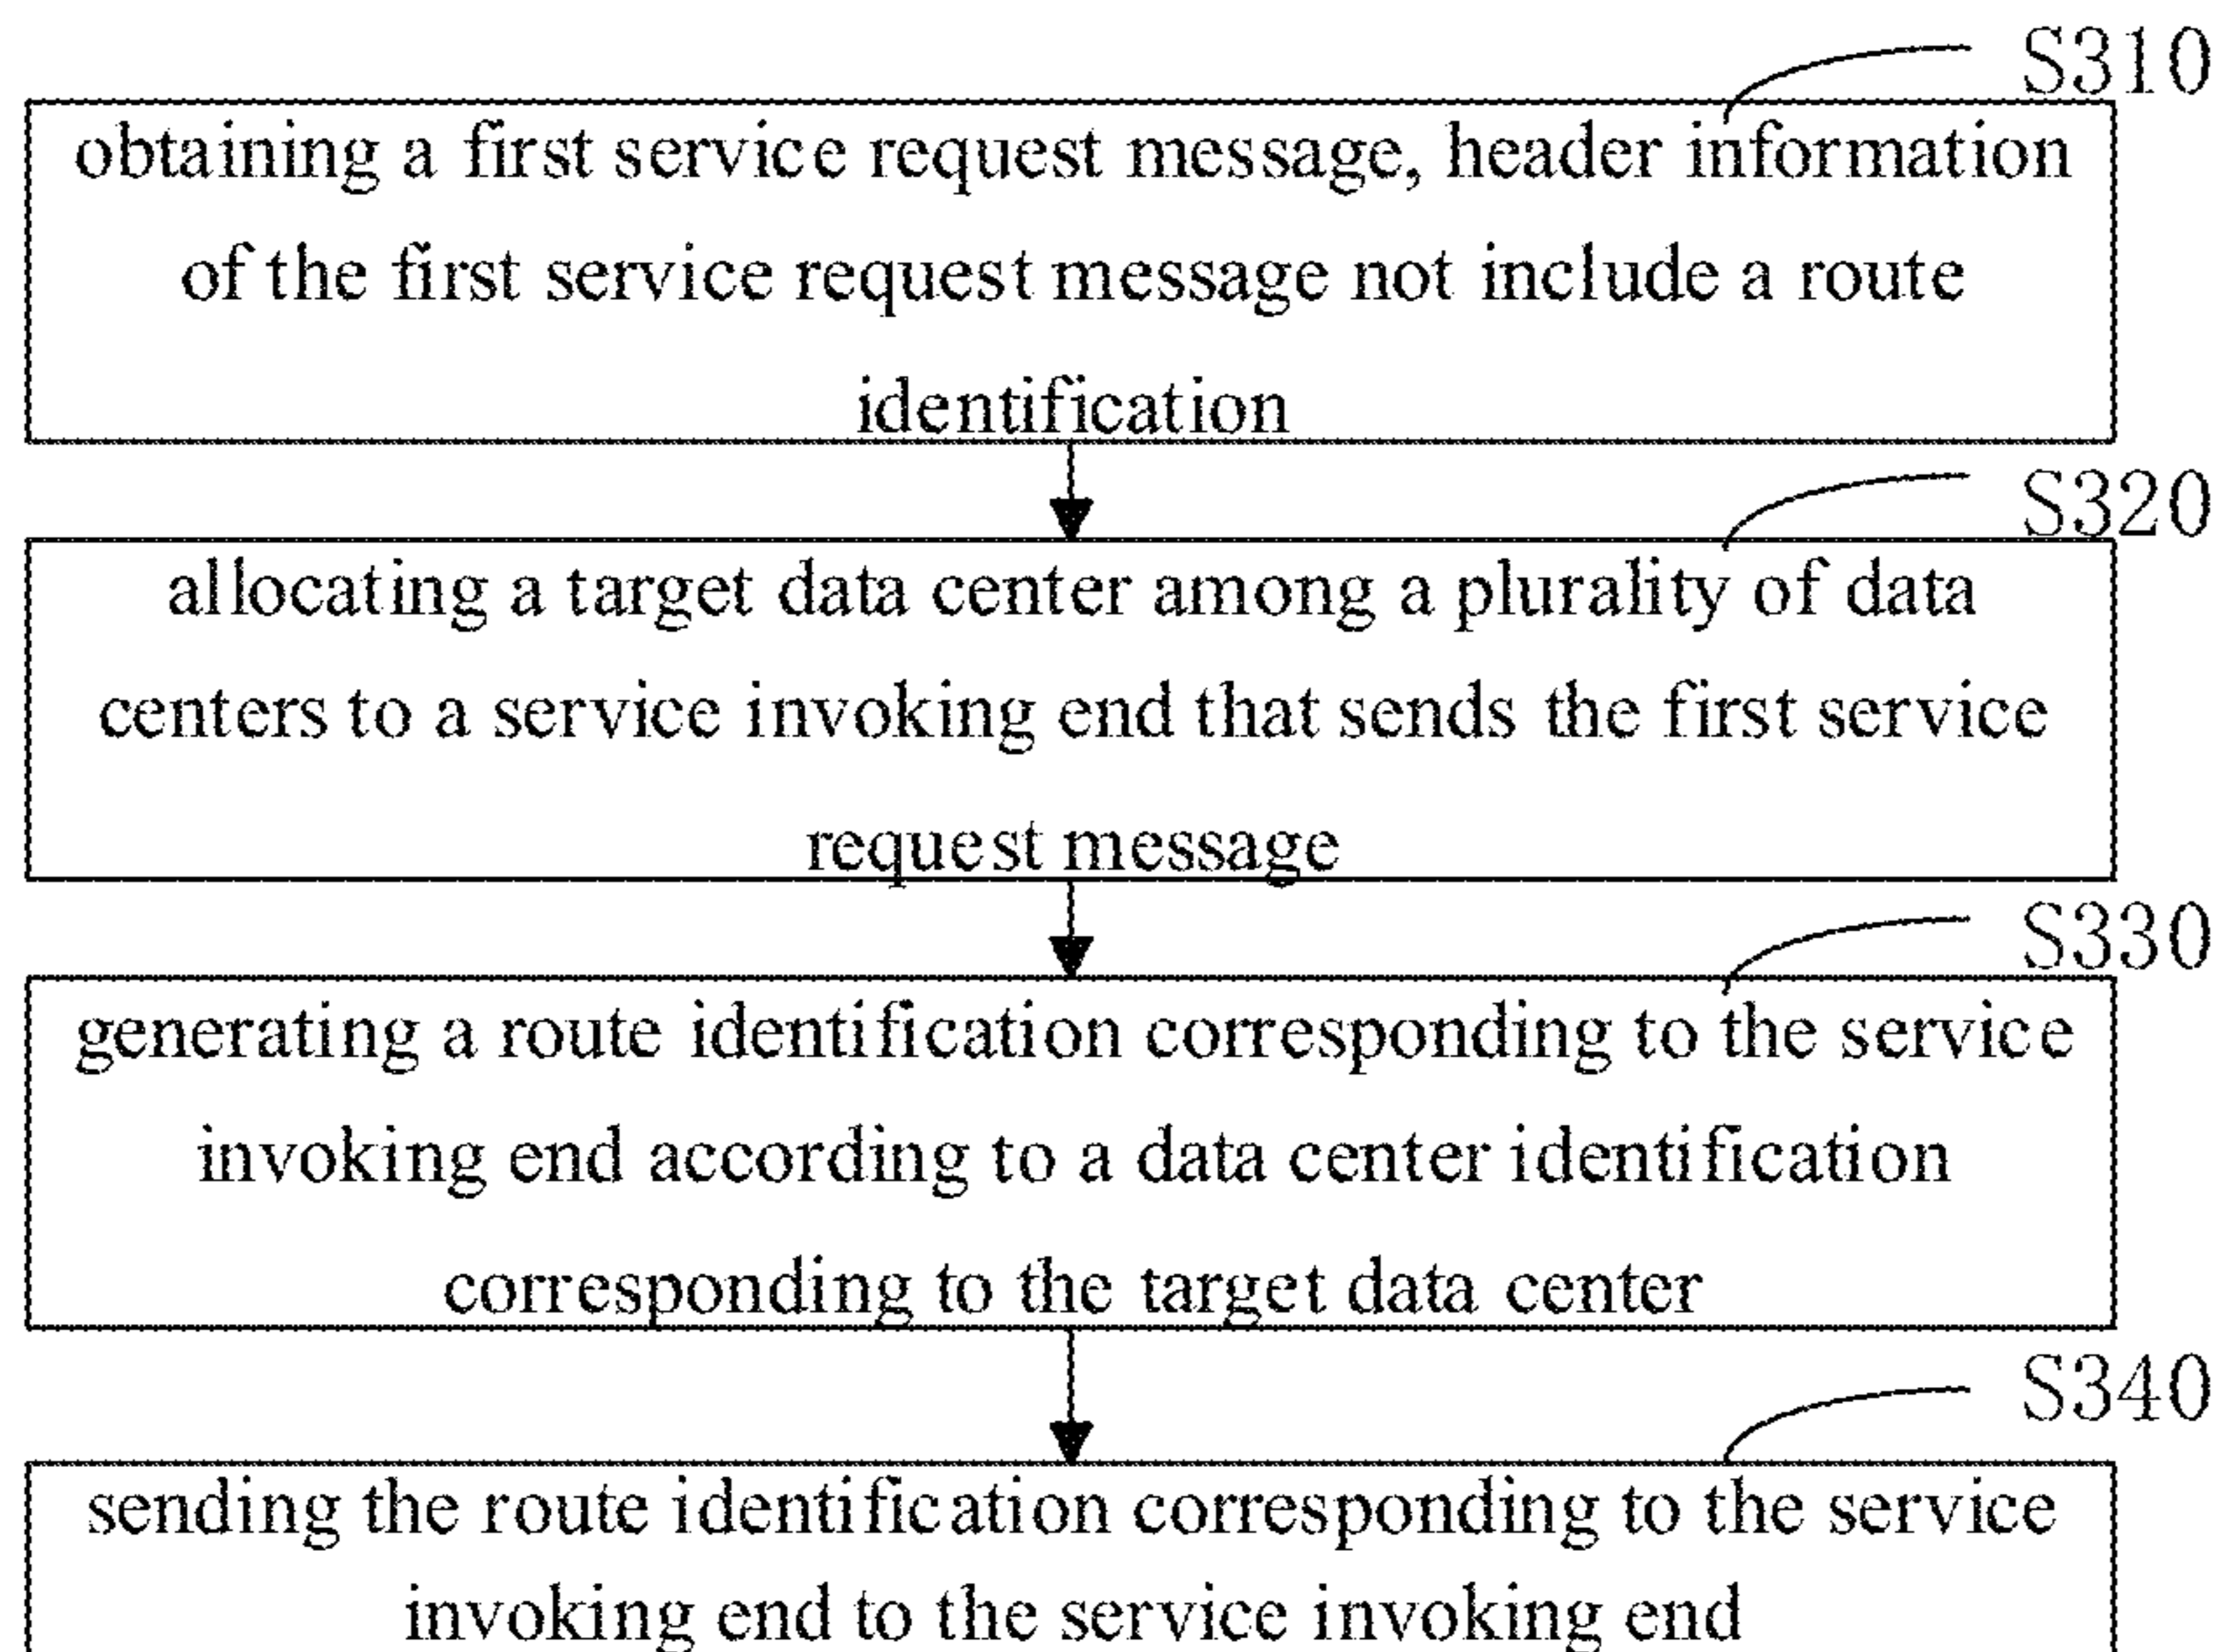 S310
obtaining a first service request message, header information
of the first service request message not include a route
identification
S320
allocating a target data center among a plurality of data
centers to a service invoking end that sends the first service
request message
S330
generating a route identification corresponding to the service
invoking end according to a data center identification
corresponding to the target data center
S340
sending the route identification corresponding to the service
invoking end to the service invoking end